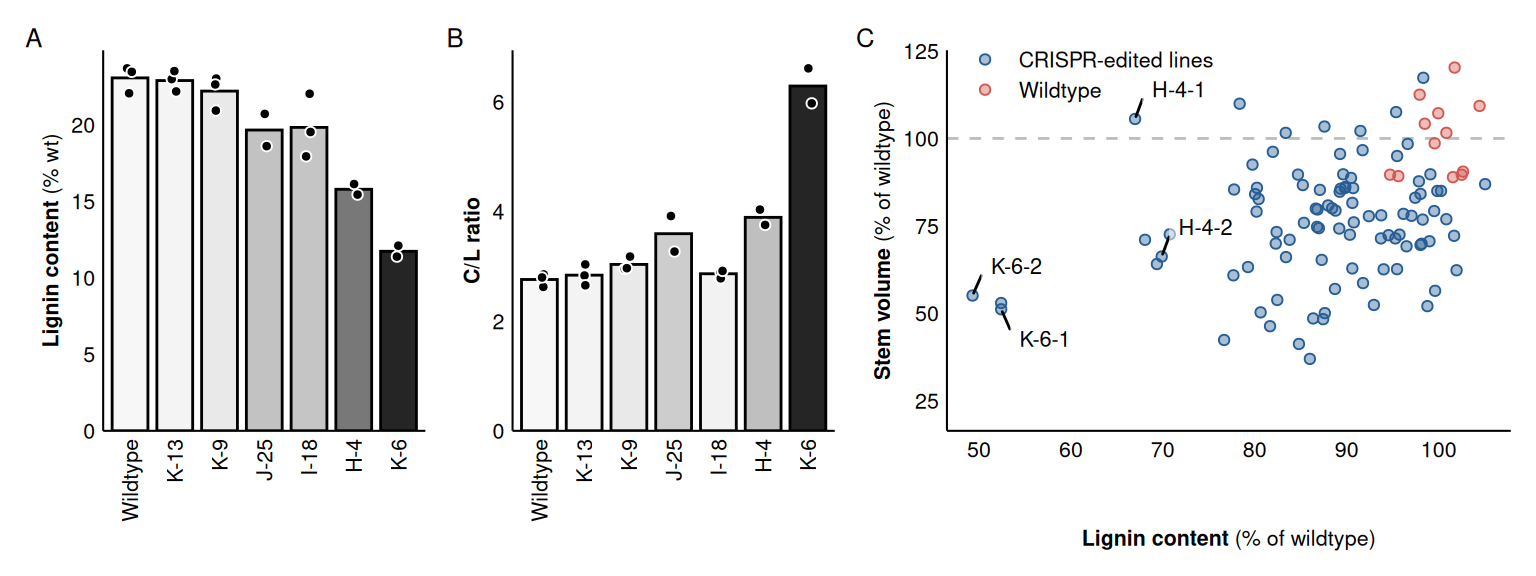 A
Lignin content (% wt)
20
15
10
5
0
Wildtype
K-13
K-9
J-25
I-18
H-4
K-6
B
C/L ratio
6
4
2
0
Wildtype
K-13
K-9
J-25
I-18
H-4
K-6
C
Stem volume (% of wildtype)
125
100
75
50
25
CRISPR-edited lines
Wildtype
H-4-1
H-4-2
K-6-2
K-6-1
50 60 70 80 90 100
Lignin content (% of wildtype)